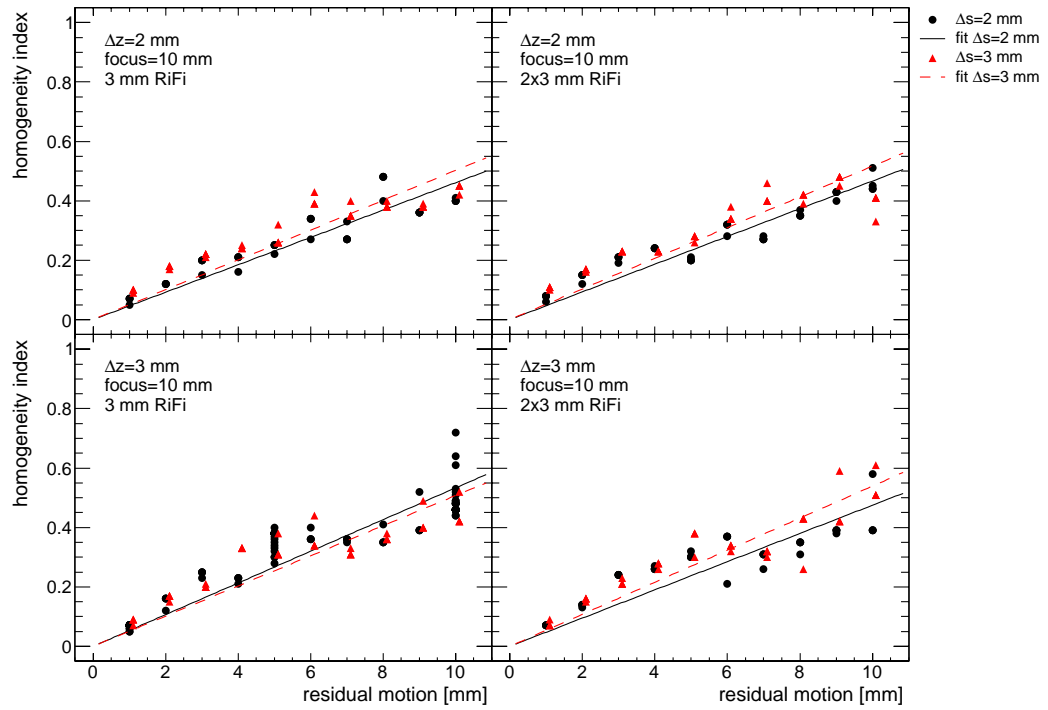 homogeneity index
1
0.8
0.6
0.4
0.2
0
Δz=2 mm
focus=10 mm
3 mm RiFi
Δz=2 mm
focus=10 mm
2x3 mm RiFi
Δs=2 mm
fit Δs=2 mm
Δs=3 mm
fit Δs=3 mm
homogeneity index
1
0.8
0.6
0.4
0.2
0
Δz=3 mm
focus=10 mm
3 mm RiFi
Δz=3 mm
focus=10 mm
2x3 mm RiFi
0 2 4 6 8 10
0 2 4 6 8 10
residual motion [mm]
residual motion [mm]